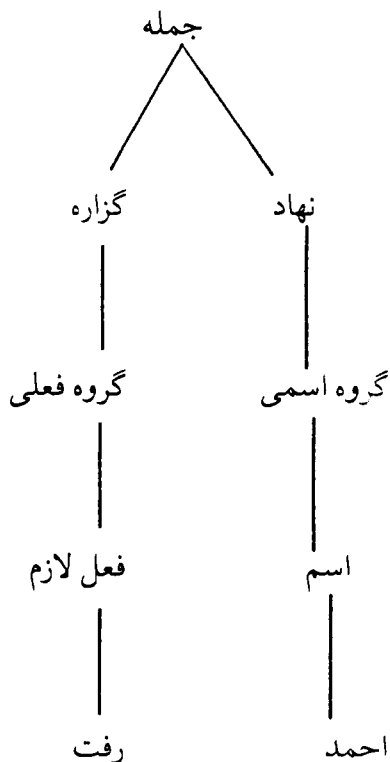 جمله
نهاد گزاره
گروه اسمی گروه فعلی
اسم فعل لازم
احمد رفت